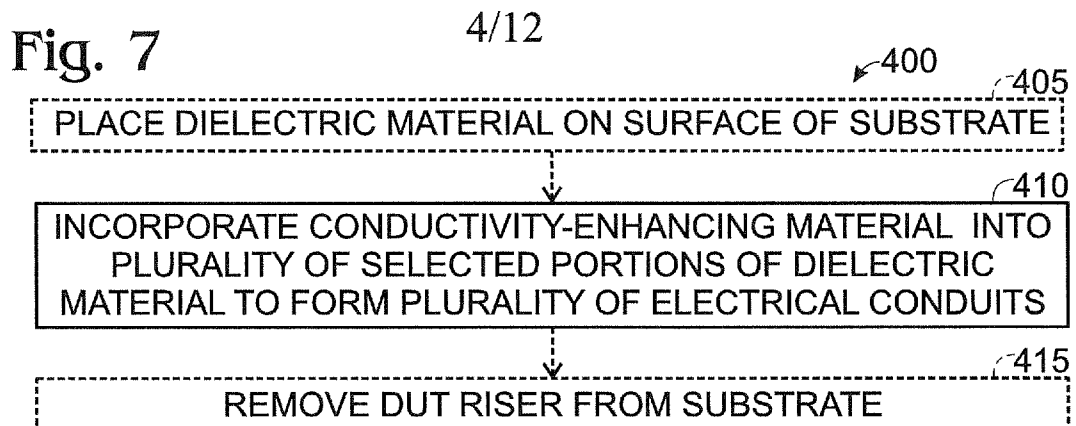 4/12
Fig. 7
400
405
PLACE DIELECTRIC MATERIAL ON SURFACE OF SUBSTRATE
410
INCORPORATE CONDUCTIVITY-ENHANCING MATERIAL INTO
PLURALITY OF SELECTED PORTIONS OF DIELECTRIC
MATERIAL TO FORM PLURALITY OF ELECTRICAL CONDUITS
415
REMOVE DUT RISER FROM SUBSTRATE